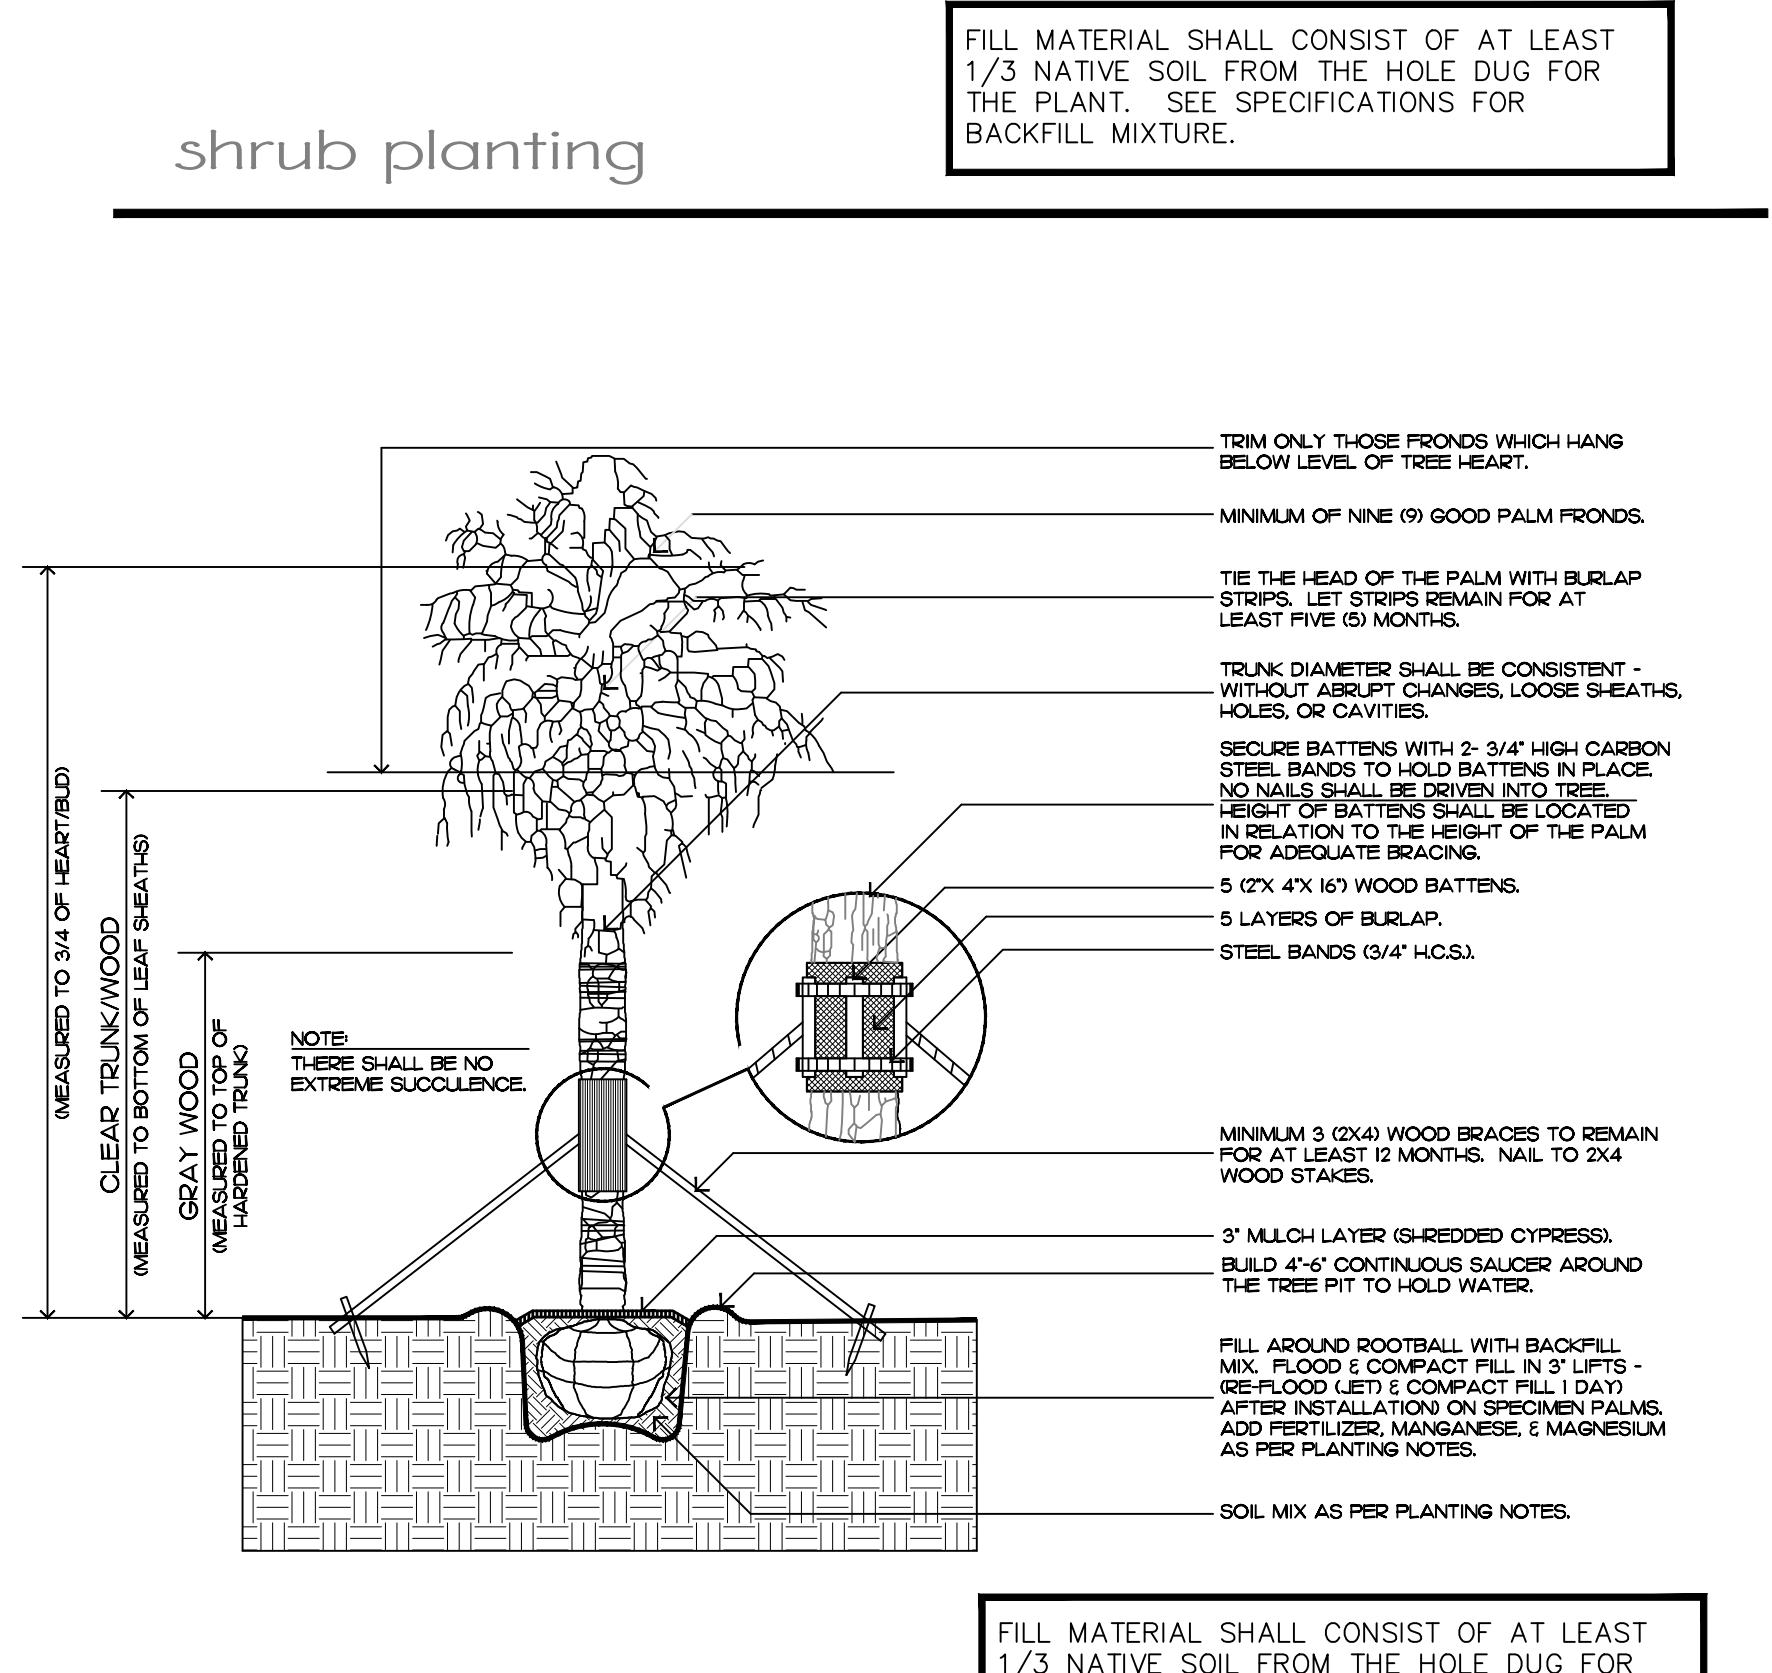 FILL MATERIAL SHALL CONSIST OF AT LEAST
1/3 NATIVE SOIL FROM THE HOLE DUG FOR
THE PLANT.  SEE SPECIFICATIONS FOR
BACKFILL MIXTURE.
shrub planting
TRIM ONLY THOSE FRONDS WHICH HANG
BELOW LEVEL OF TREE HEART.
MINIMUM OF NINE (9) GOOD PALM FRONDS.
TIE THE HEAD OF THE PALM WITH BURLAP
STRIPS.  LET STRIPS REMAIN FOR AT
LEAST FIVE (5) MONTHS.
TRUNK DIAMETER SHALL BE CONSISTENT -
WITHOUT ABRUPT CHANGES, LOOSE SHEATHS,
HOLES, OR CAVITIES.
SECURE BATTENS WITH 2- 3/4" HIGH CARBON
STEEL BANDS TO HOLD BATTENS IN PLACE.
NO NAILS SHALL BE DRIVEN INTO TREE.
HEIGHT OF BATTENS SHALL BE LOCATED
IN RELATION TO THE HEIGHT OF THE PALM
FOR ADEQUATE BRACING.
5 (2"X 4"X 16") WOOD BATTENS.
5 LAYERS OF BURLAP.
STEEL BANDS (3/4" H.C.S.).
(MEASURED TO 3/4 OF HEART/BUD)
CLEAR TRUNK/WOOD
(MEASURED TO BOTTOM OF LEAF SHEATHS)
GRAY WOOD
(MEASURED TO TOP OF
HARDENED TRUNK)
NOTE:
THERE SHALL BE NO
EXTREME SUCCULENCE.
MINIMUM 3 (2X4) WOOD BRACES TO REMAIN
FOR AT LEAST 12 MONTHS.  NAIL TO 2X4
WOOD STAKES.
3" MULCH LAYER (SHREDDED CYPRESS).
BUILD 4"-6" CONTINUOUS SAUCER AROUND
THE TREE PIT TO HOLD WATER.
FILL AROUND ROOTBALL WITH BACKFILL
MIX.  FLOOD & COMPACT FILL IN 3" LIFTS -
(RE-FLOOD (JET) & COMPACT FILL 1 DAY)
AFTER INSTALLATION) ON SPECIMEN PALMS.
ADD FERTILIZER, MANGANESE, & MAGNESIUM
AS PER PLANTING NOTES.
SOIL MIX AS PER PLANTING NOTES.
FILL MATERIAL SHALL CONSIST OF AT LEAST
1/3 NATIVE SOIL FROM THE HOLE DUG FOR